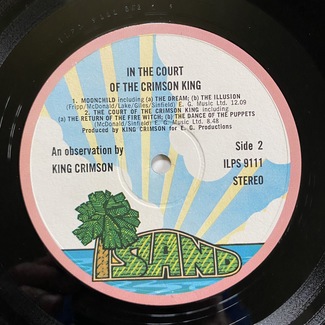 IN THE COURT
OF THE CRIMSON KING
1. MOONCHILD including (a) THE DREAM; (b) THE ILLUSION
(Fripp/McDonald/Lake/Giles/Sinfield) E. G. Music Ltd. 12.09
2. THE COURT OF THE CRIMSON KING including
(a) THE RETURN OF THE FIRE WITCH; (b) THE DANCE OF THE PUPPETS
(McDonald/Sinfield) E. G. Music Ltd. 8.48
Produced by KING CRIMSON for E. G. Productions
An observation by
KING CRIMSON
Side 2
ILPS 9111
STEREO
ISLAND